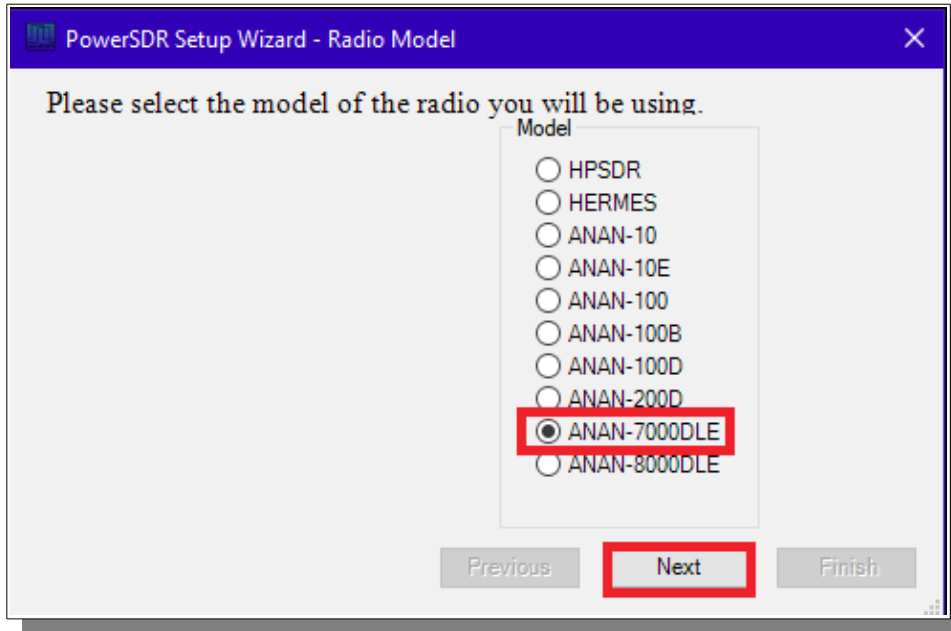 PowerSDR Setup Wizard - Radio Model
Please select the model of the radio you will be using.
Model
HPSDR
HERMES
ANAN-10
ANAN-10E
ANAN-100
ANAN-100B
ANAN-100D
ANAN-200D
ANAN-7000DLE
ANAN-8000DLE
Previous Next Finish